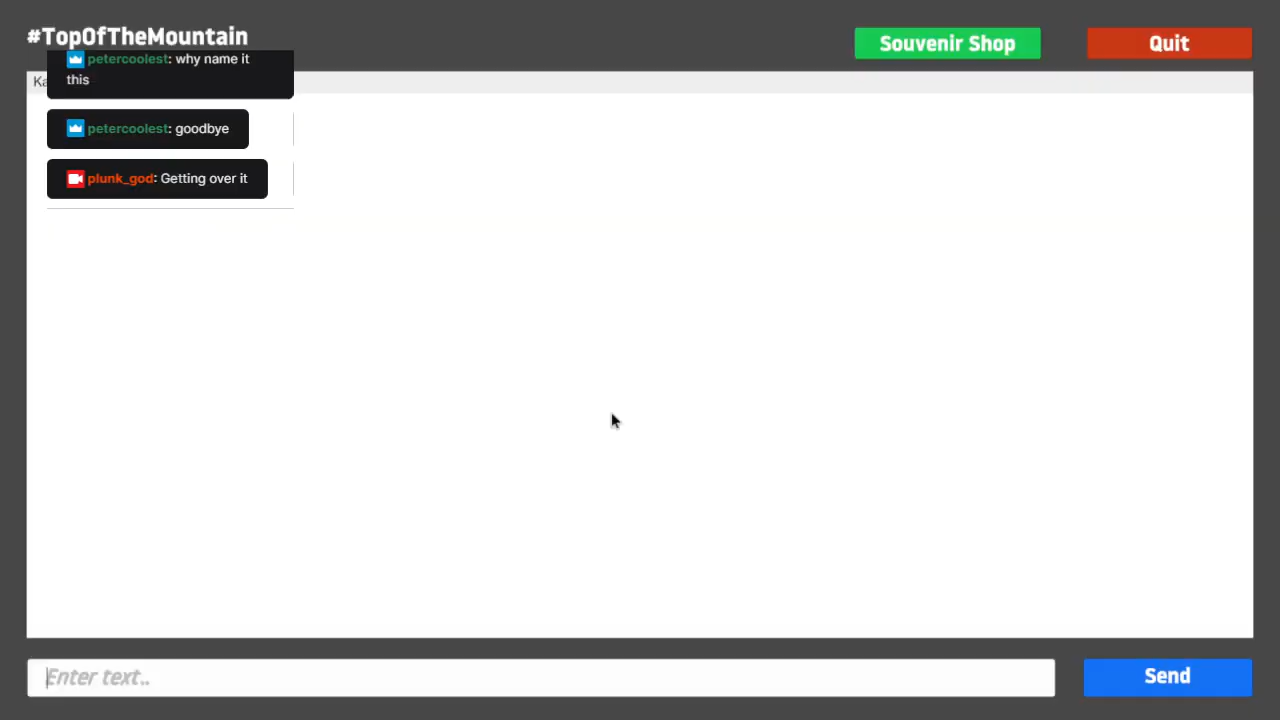 #TopOfTheMountain
Souvenir Shop
Quit
petercoolest: why name it
this
petercoolest: goodbye
plunk_god: Getting over it
Enter text..
Send